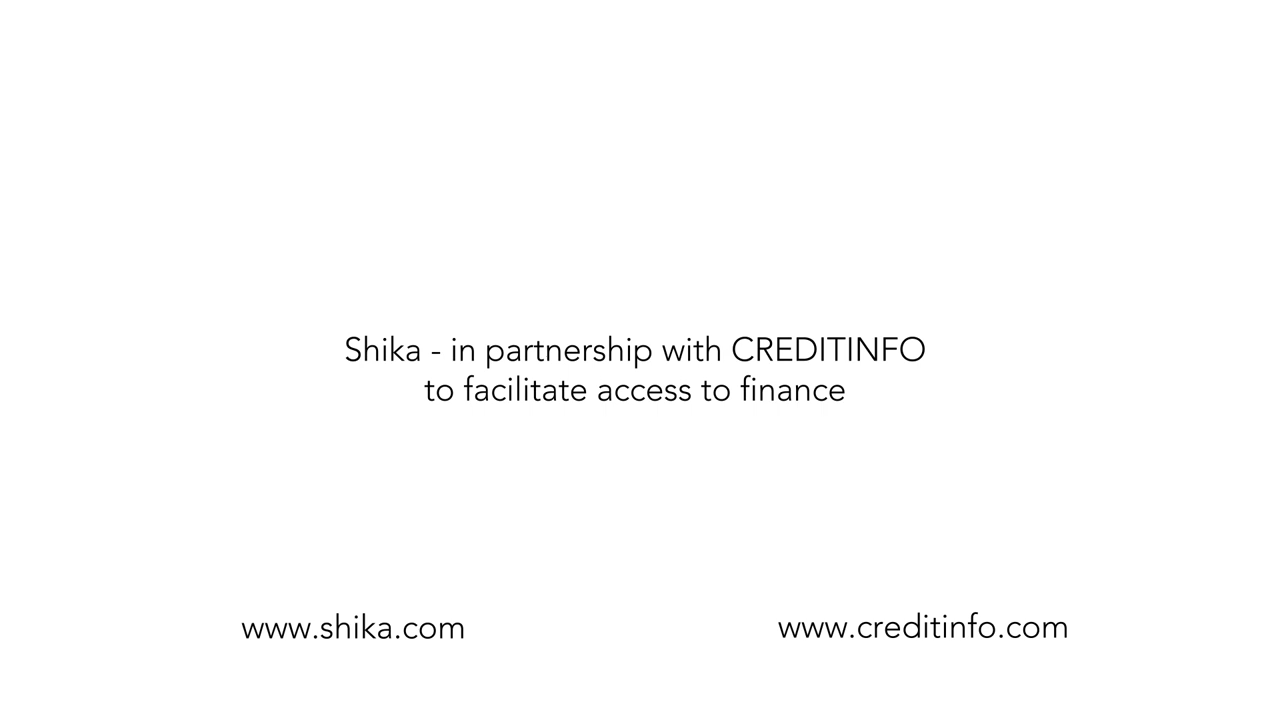 Shika - in partnership with CREDITINFO
to facilitate access to finance
www.shika.com
www.creditinfo.com